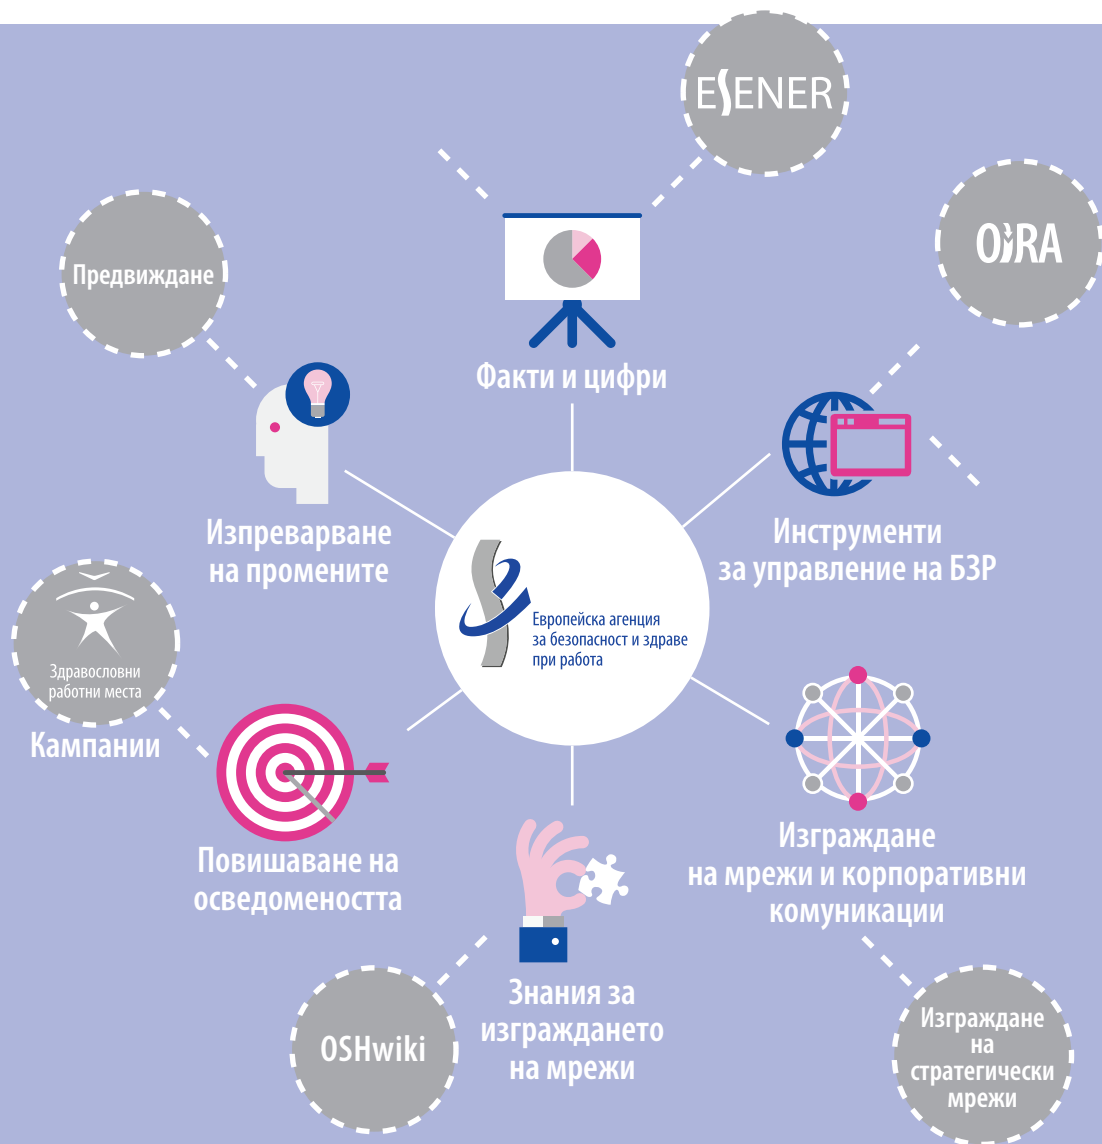 ESENER
OiRA
Предвиждане
Факти и цифри
Изпреварване
на промените
Инструменти
за управление на БЗР
Европейска агенция
за безопасност и здраве
при работа
Здравословни
работни места
Кампании
Повишаване на
осведомеността
Изграждане
на мрежи и корпоративни
комуникации
Знания за
изграждането
на мрежи
OSHwiki
Изграждане
на
стратегически
мрежи